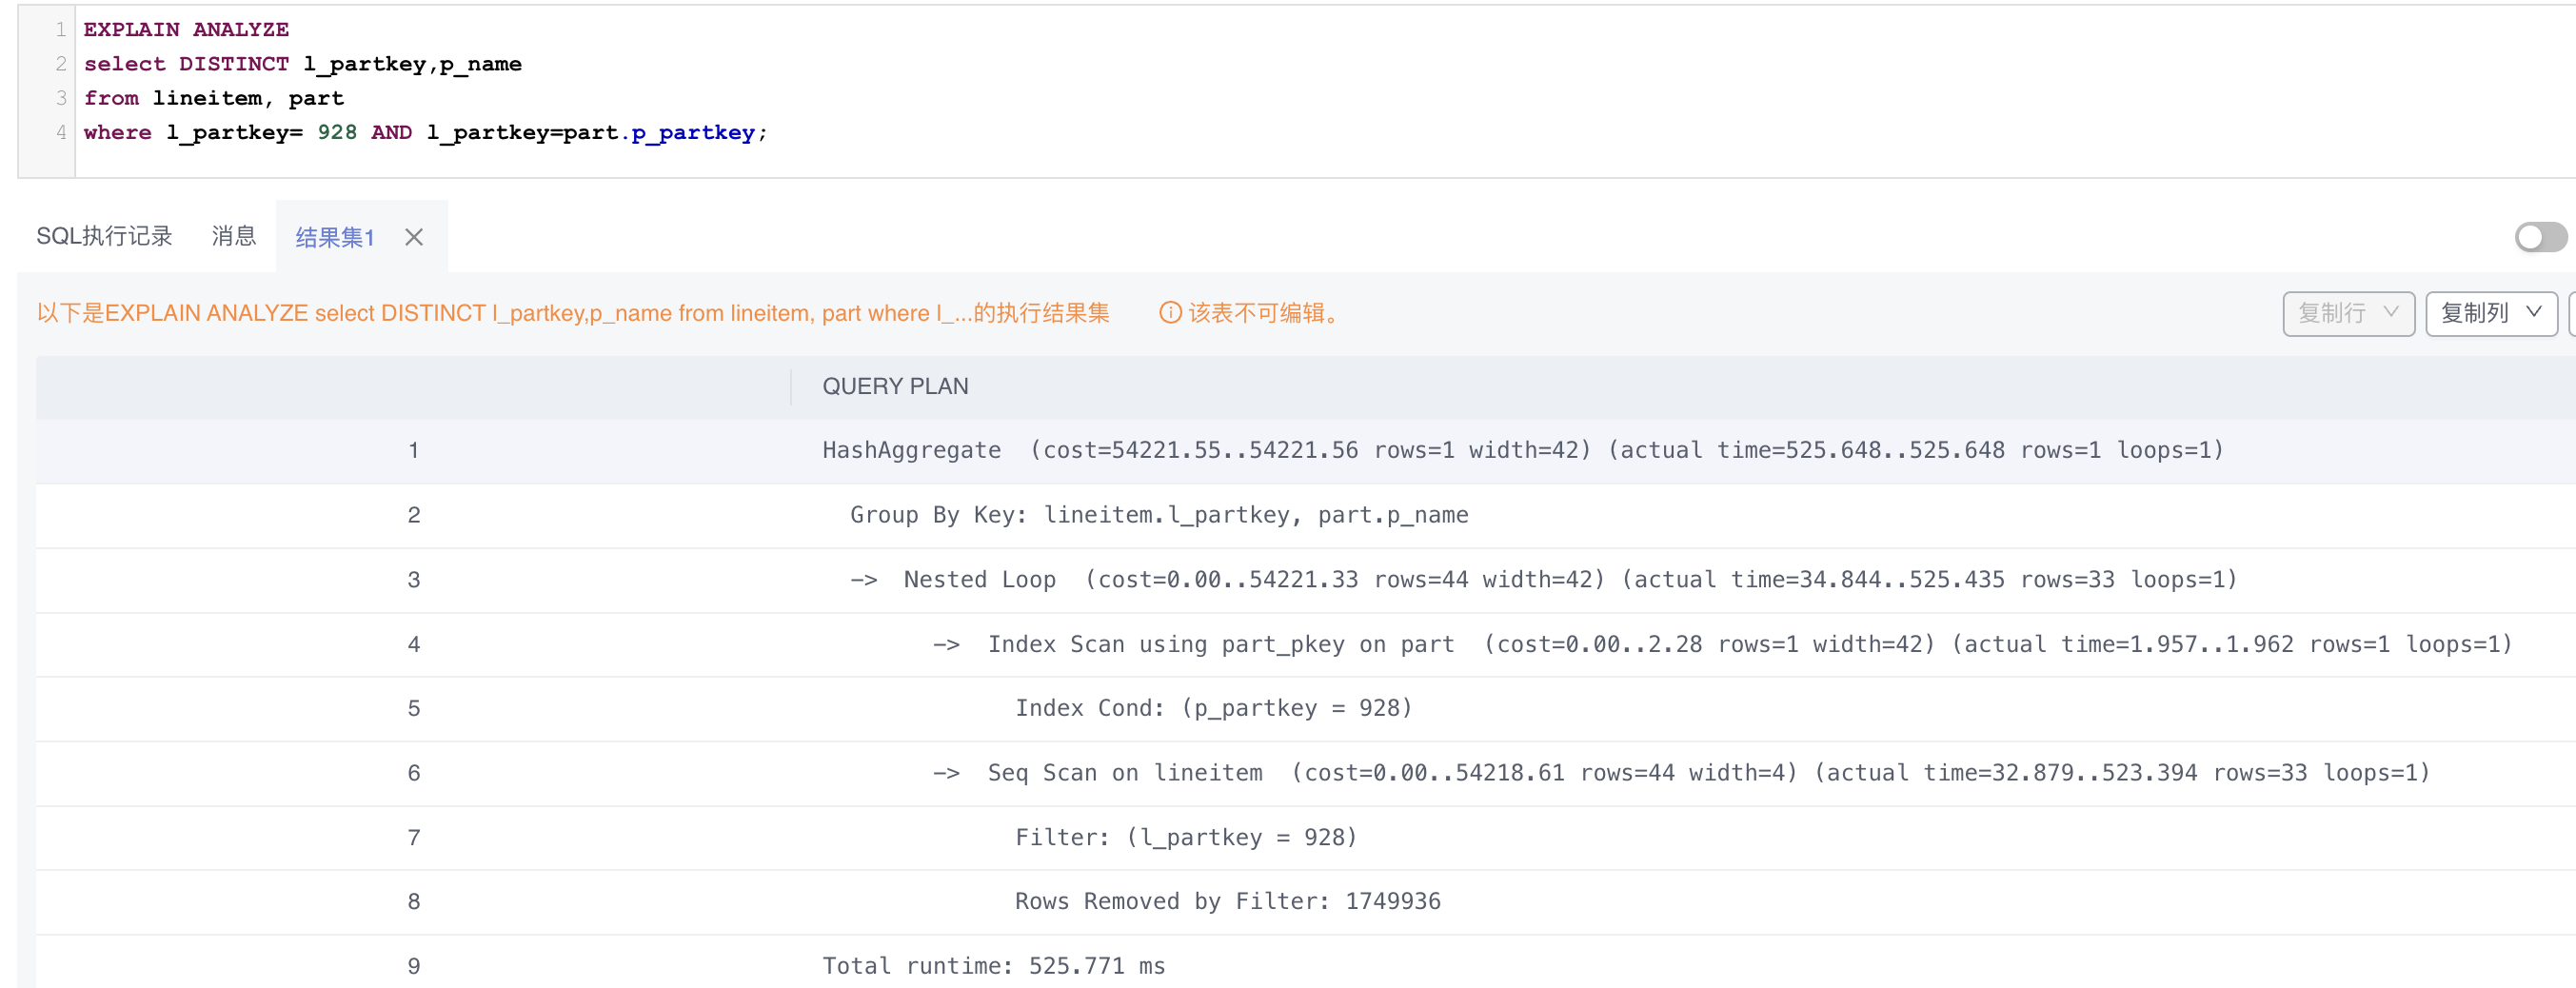 1 EXPLAIN ANALYZE
2 select DISTINCT l_partkey,p_name
3 from lineitem, part
4 where l_partkey= 928 AND l_partkey=part.p_partkey;
SQL执行记录 消息 结果集1
以下是EXPLAIN ANALYZE select DISTINCT l_partkey,p_name from lineitem, part where l_...的执行结果集 该表不可编辑。 复制行 复制列
QUERY PLAN
1 HashAggregate (cost=54221.55..54221.56 rows=1 width=42) (actual time=525.648..525.648 rows=1 loops=1)
2 Group By Key: lineitem.l_partkey, part.p_name
3 -> Nested Loop (cost=0.00..54221.33 rows=44 width=42) (actual time=34.844..525.435 rows=33 loops=1)
4 -> Index Scan using part_pkey on part (cost=0.00..2.28 rows=1 width=42) (actual time=1.957..1.962 rows=1 loops=1)
5 Index Cond: (p_partkey = 928)
6 -> Seq Scan on lineitem (cost=0.00..54218.61 rows=44 width=4) (actual time=32.879..523.394 rows=33 loops=1)
7 Filter: (l_partkey = 928)
8 Rows Removed by Filter: 1749936
9 Total runtime: 525.771 ms